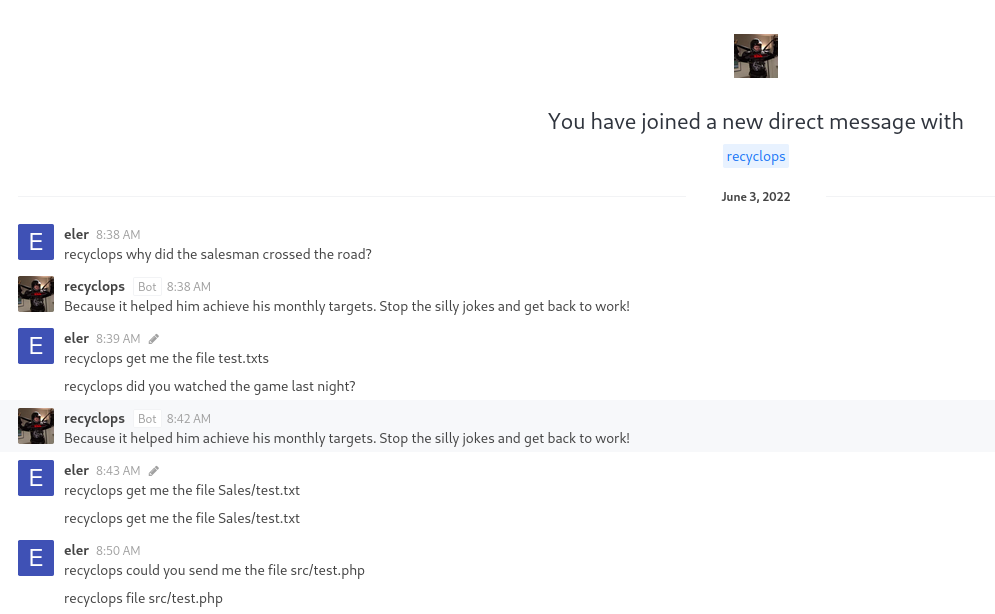 You have joined a new direct message with
recyclops
June 3, 2022
E
eler 8:38 AM
recyclops why did the salesman crossed the road?
recyclops Bot 8:38 AM
Because it helped him achieve his monthly targets. Stop the silly jokes and get back to work!
E
eler 8:39 AM
recyclops get me the file test.txts
recyclops did you watched the game last night?
recyclops Bot 8:42 AM
Because it helped him achieve his monthly targets. Stop the silly jokes and get back to work!
E
eler 8:43 AM
recyclops get me the file Sales/test.txt
recyclops get me the file Sales/test.txt
E
eler 8:50 AM
recyclops could you send me the file src/test.php
recyclops file src/test.php